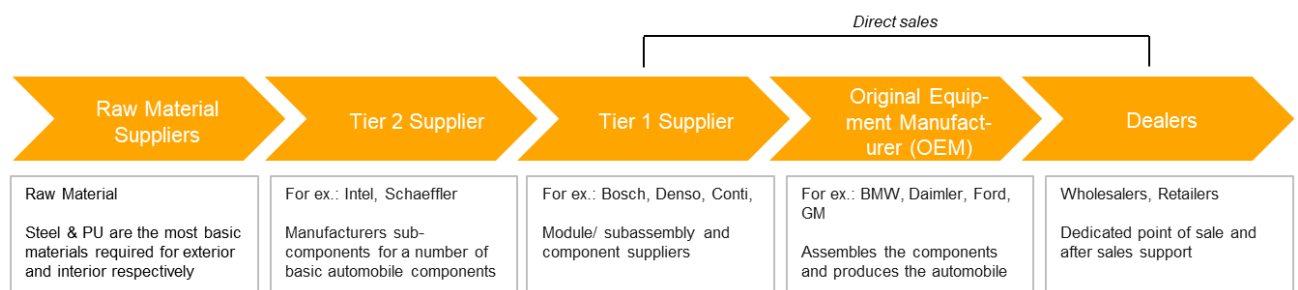 Direct sales
Raw Material
Suppliers
Tier 2 Supplier
Tier 1 Supplier
Original Equip-
ment Manufact-
urer (OEM)
Dealers
Raw Material
Steel & PU are the most basic
materials required for exterior
and interior respectively
For ex.: Intel, Schaeffler
Manufacturers sub-
components for a number of
basic automobile components
For ex.: Bosch, Denso, Conti,
Module/ subassembly and
component suppliers
For ex.: BMW, Daimler, Ford,
GM
Assembles the components
and produces the automobile
Wholesalers, Retailers
Dedicated point of sale and
after sales support